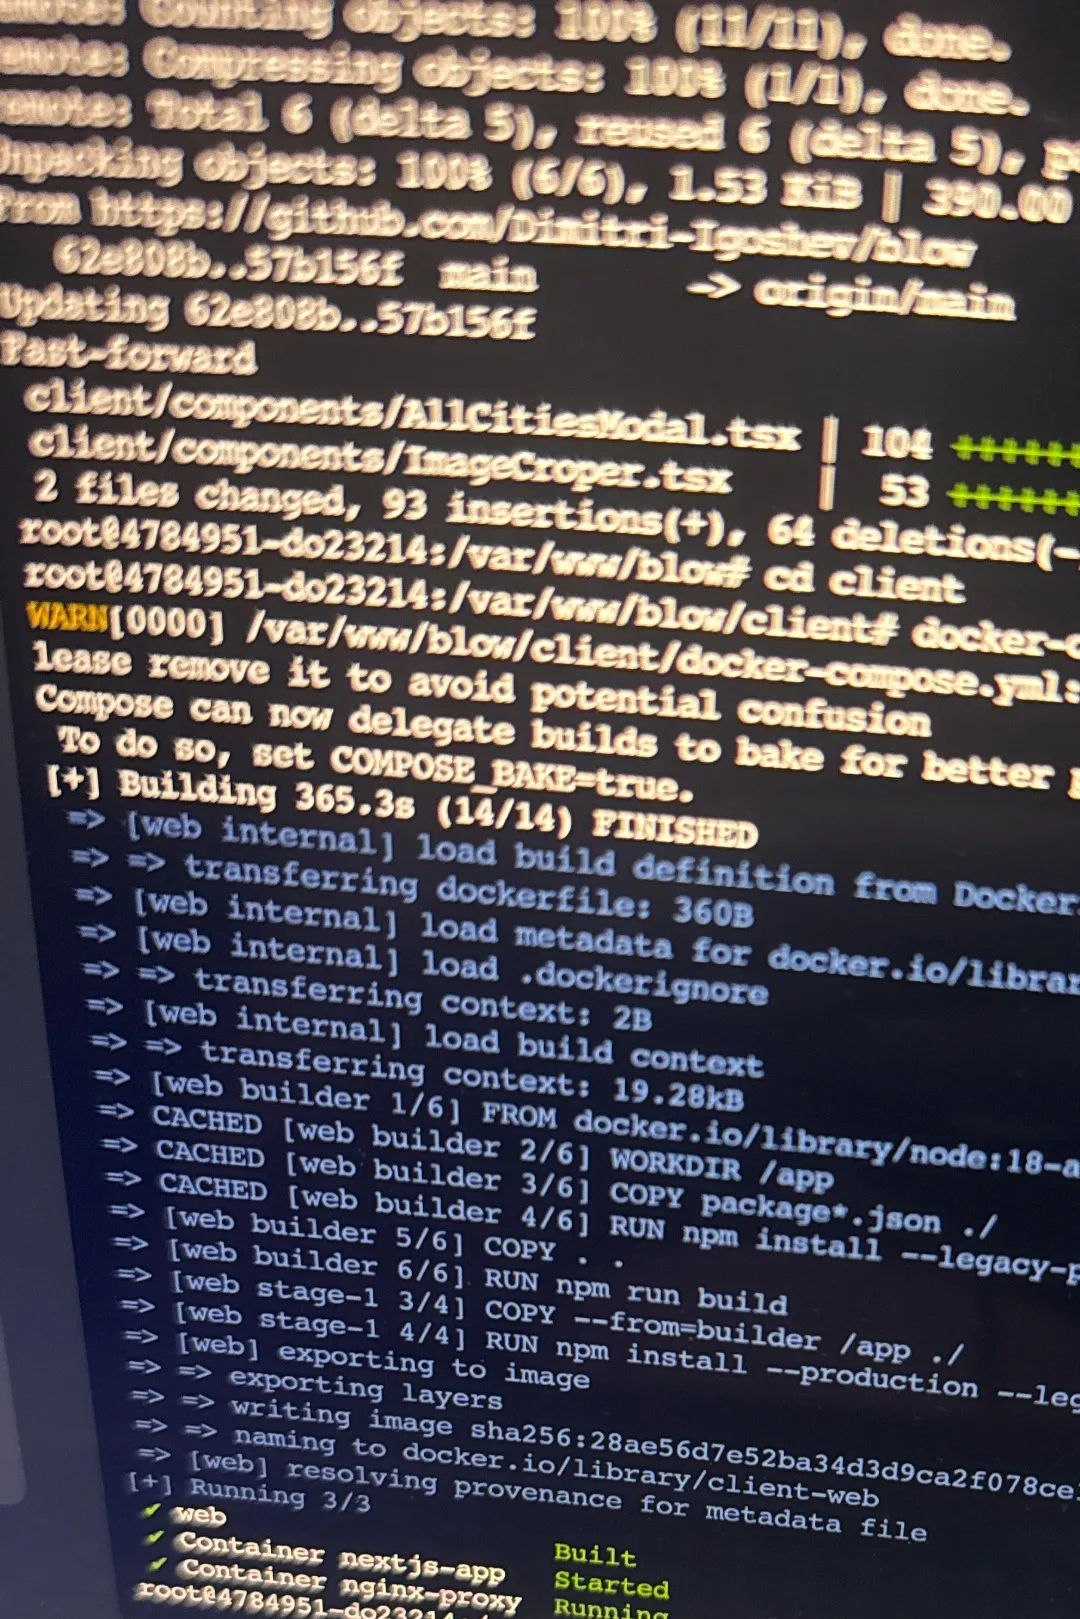 emote: Counting objects: 100% (11/11), done.
emote: Compressing objects: 100% (1/1), done.
emote: Total 6 (delta 5), reused 6 (delta 5), p
Unpacking objects: 100% (6/6), 1.53 KiB | 390.00
From https://github.com/Dimitri-Igoshev/blow
62e808b..57b156f main -> origin/main
Updating 62e808b..57b156f
Fast-forward
client/components/AllCitiesModal.tsx | 104 +++++++
client/components/ImageCroper.tsx | 53 +++++++
2 files changed, 93 insertions(+), 64 deletions(-
root@4784951-do23214:/var/www/blow# cd client
root@4784951-do23214:/var/www/blow/client# docker-c
WARN[0000] /var/www/blow/client/docker-compose.yml:
lease remove it to avoid potential confusion
Compose can now delegate builds to bake for better p
To do so, set COMPOSE_BAKE=true.
[+] Building 365.3s (14/14) FINISHED
=> [web internal] load build definition from Docker
=> => transferring dockerfile: 360B
=> [web internal] load metadata for docker.io/librar
=> [web internal] load .dockerignore
=> => transferring context: 2B
=> [web internal] load build context
=> => transferring context: 19.28kB
=> [web builder 1/6] FROM docker.io/library/node:18-a
=> CACHED [web builder 2/6] WORKDIR /app
=> CACHED [web builder 3/6] COPY package*.json ./
=> CACHED [web builder 4/6] RUN npm install --legacy-p
=> [web builder 5/6] COPY . .
=> [web builder 6/6] RUN npm run build
=> [web stage-1 3/4] COPY --from=builder /app ./
=> [web stage-1 4/4] RUN npm install --production --leg
=> [web] exporting to image
=> => exporting layers
=> => writing image sha256:28ae56d7e52ba34d3d9ca2f078ce
=> => naming to docker.io/library/client-web
=> [web] resolving provenance for metadata file
[+] Running 3/3
✔ web Built
✔ Container nextjs-app Started
✔ Container nginx-proxy Running
root@4784951-do23214:/